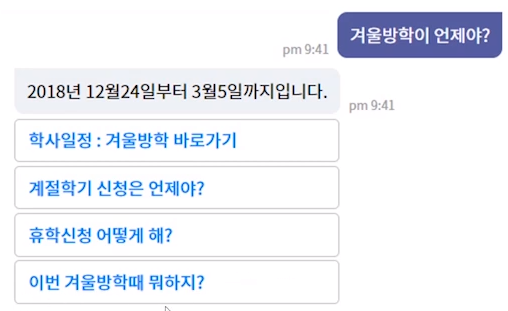 겨울방학이 언제야?
pm 9:41
2018년 12월24일부터 3월5일까지입니다.
pm 9:41
학사일정 : 겨울방학 바로가기
계절학기 신청은 언제야?
휴학신청 어떻게 해?
이번 겨울방학때 뭐하지?